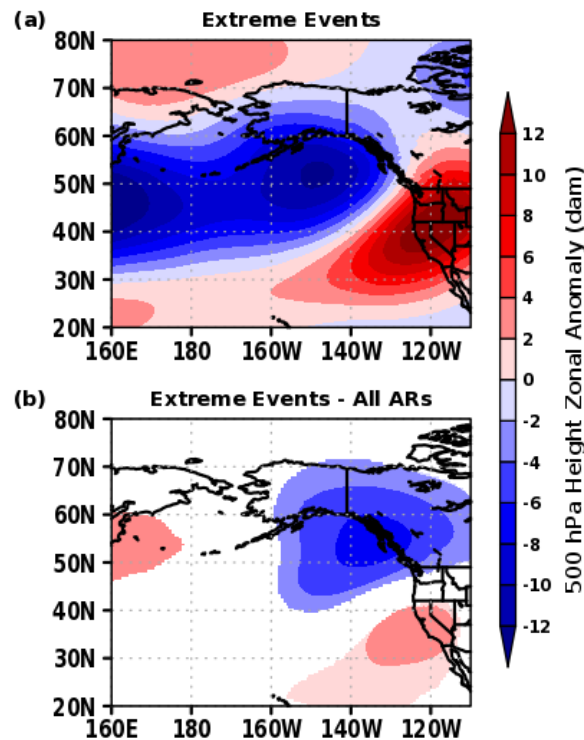 (a) Extreme Events
80N
70N
60N
50N
40N
30N
20N
160E 180 160W 140W 120W
(b) Extreme Events - All ARs
80N
70N
60N
50N
40N
30N
20N
160E 180 160W 140W 120W
12
10
8
6
4
2
0
-2
-4
-6
-8
-10
-12
500 hPa Height Zonal Anomaly (dam)